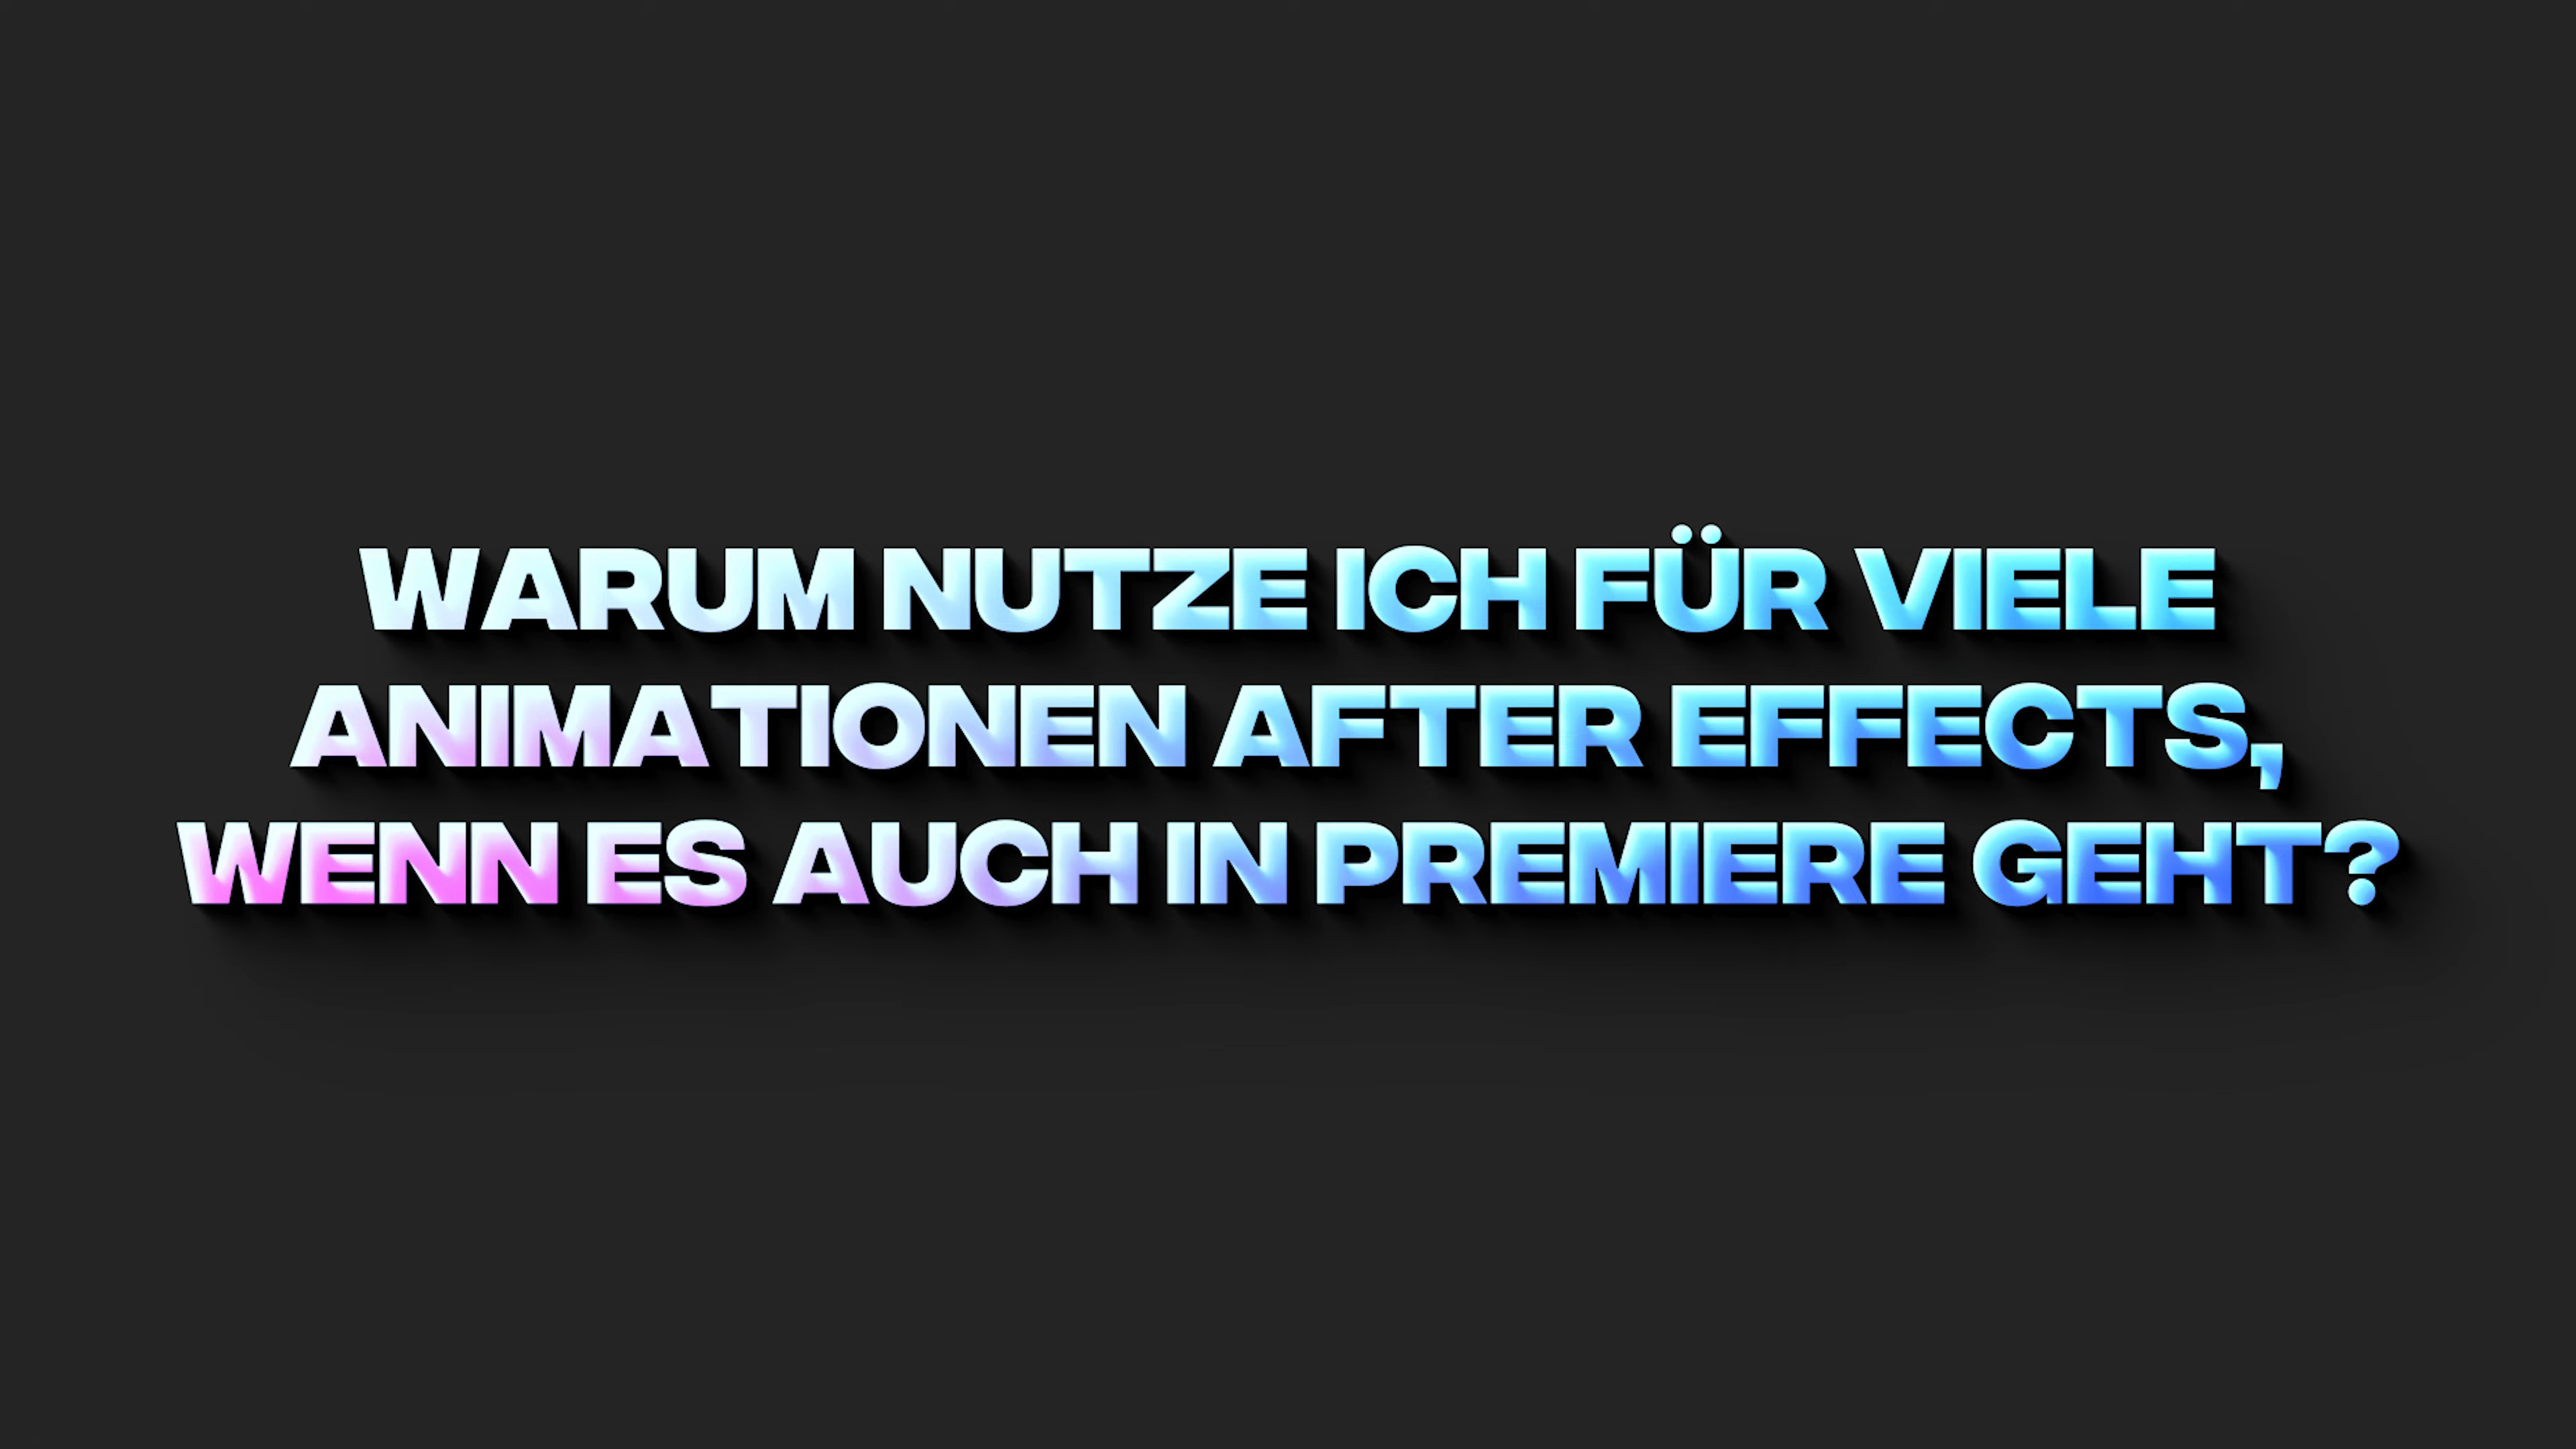 WARUM NUTZE ICH FÜR VIELE
ANIMATIONEN AFTER EFFECTS,
WENN ES AUCH IN PREMIERE GEHT?